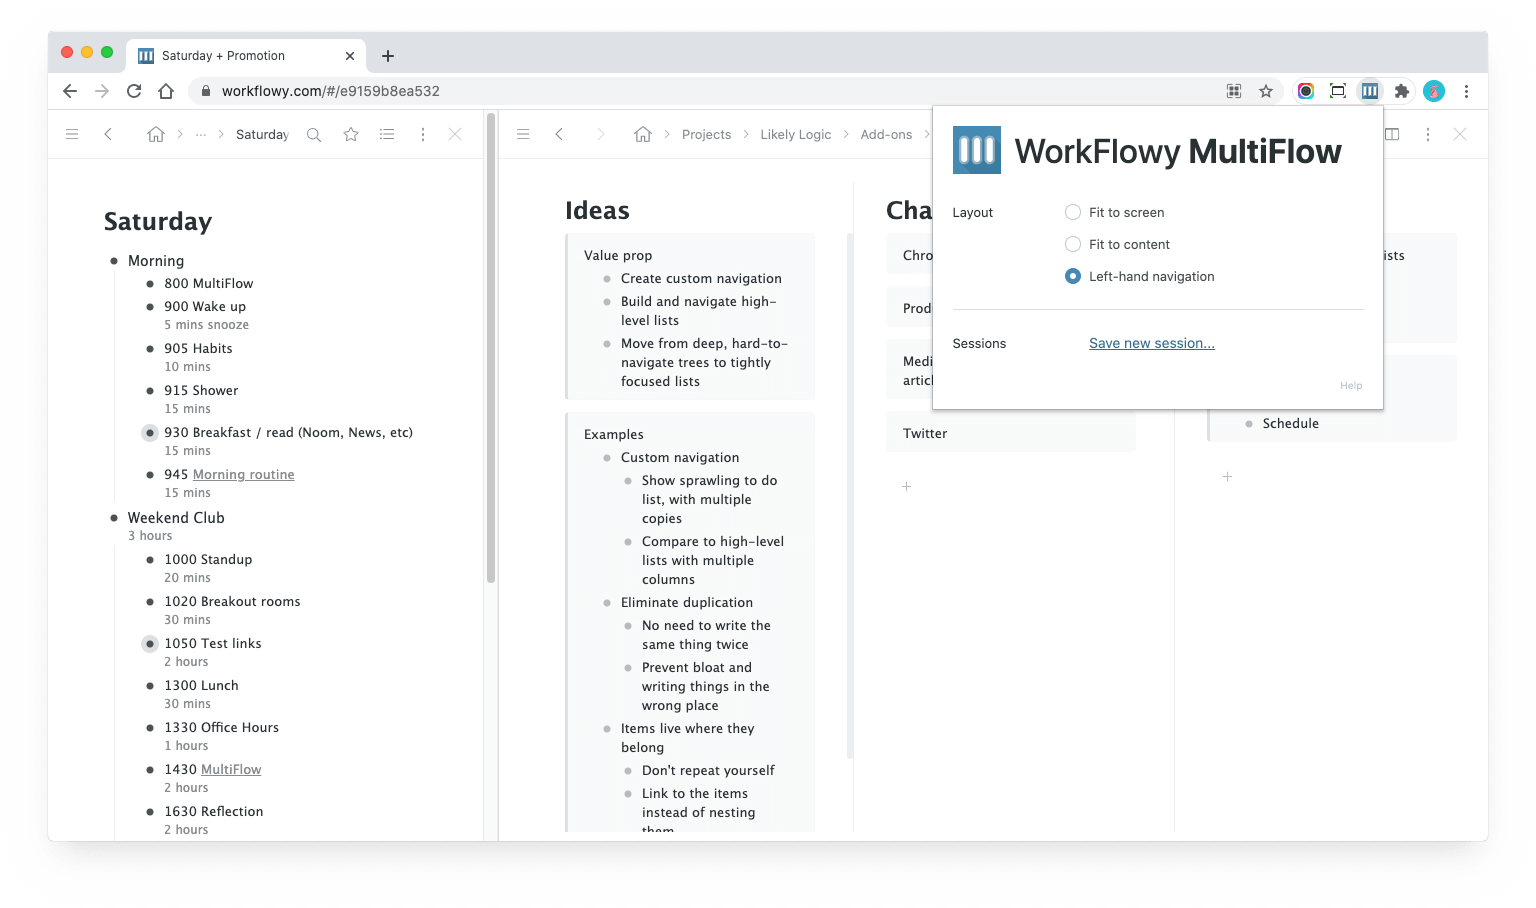 Saturday + Promotion
workflowy.com/#/e9159b8ea532
Saturday
Projects
Likely Logic
Add-ons
Saturday
Morning
800 MultiFlow
900 Wake up
5 mins snooze
905 Habits
10 mins
915 Shower
15 mins
930 Breakfast / read (Noom, News, etc)
15 mins
945 Morning routine
15 mins
Weekend Club
3 hours
1000 Standup
20 mins
1020 Breakout rooms
30 mins
1050 Test links
2 hours
1300 Lunch
30 mins
1330 Office Hours
1 hours
1430 MultiFlow
2 hours
1630 Reflection
2 hours
Ideas
Value prop
Create custom navigation
Build and navigate high-
level lists
Move from deep, hard-to-
navigate trees to tightly
focused lists
Examples
Custom navigation
Show sprawling to do
list, with multiple
copies
Compare to high-level
lists with multiple
columns
Eliminate duplication
No need to write the
same thing twice
Prevent bloat and
writing things in the
wrong place
Items live where they
belong
Don't repeat yourself
Link to the items
instead of nesting
them
Cha
Chro
Prod
Medi
artic
Twitter
ists
Schedule
WorkFlowy MultiFlow
Layout
Fit to screen
Fit to content
Left-hand navigation
Sessions
Save new session...
Help